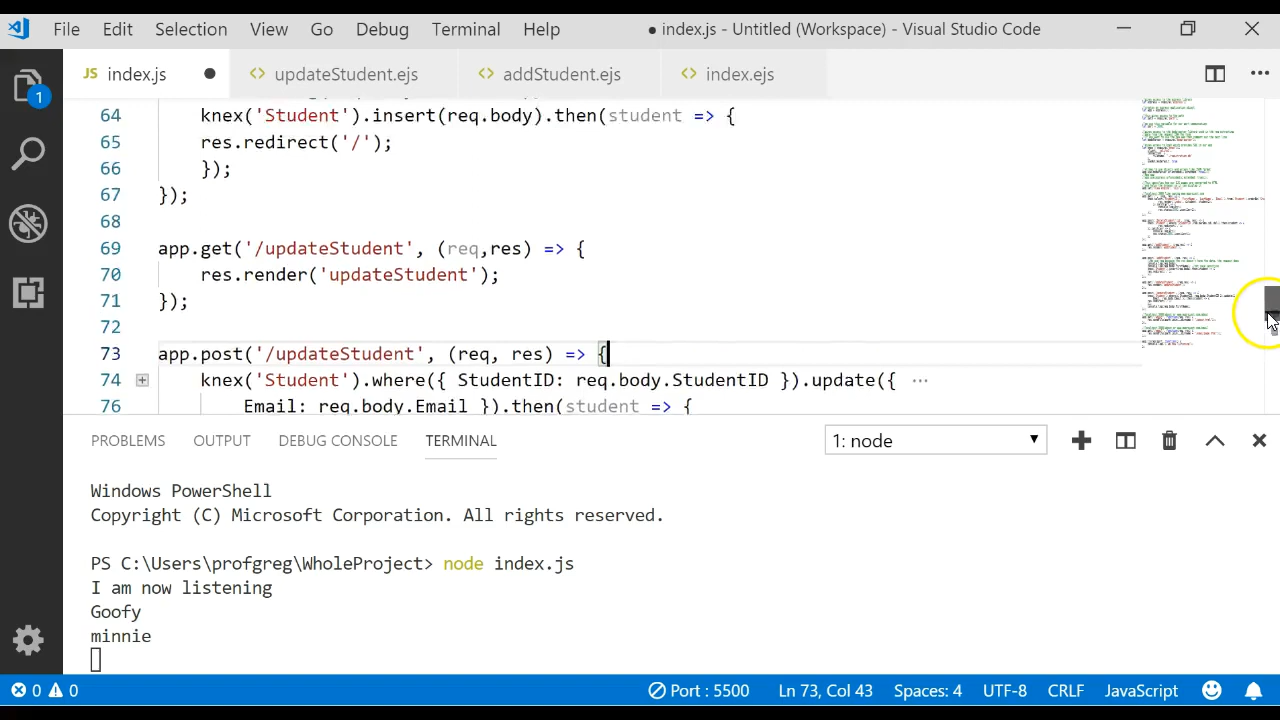 File Edit Selection View Go Debug Terminal Help ● index.js - Untitled (Workspace) - Visual Studio Code
JS index.js ● <> updateStudent.ejs <> addStudent.ejs <> index.ejs ...
1
64 knex('Student').insert(req.body).then(student => {
65 res.redirect('/');
66 });
67 });
68
69 app.get('/updateStudent', (req,res) => {
70 res.render('updateStudent');
71 });
72
73 app.post('/updateStudent', (req, res) => {
74 knex('Student').where({ StudentID: req.body.StudentID }).update({ ...
76 Email: req.body.Email }).then(student => {
PROBLEMS OUTPUT DEBUG CONSOLE TERMINAL 1: node
Windows PowerShell
Copyright (C) Microsoft Corporation. All rights reserved.
PS C:\Users\profgreg\WholeProject> node index.js
I am now listening
Goofy
minnie
0 0 Port : 5500 Ln 73, Col 43 Spaces: 4 UTF-8 CRLF JavaScript